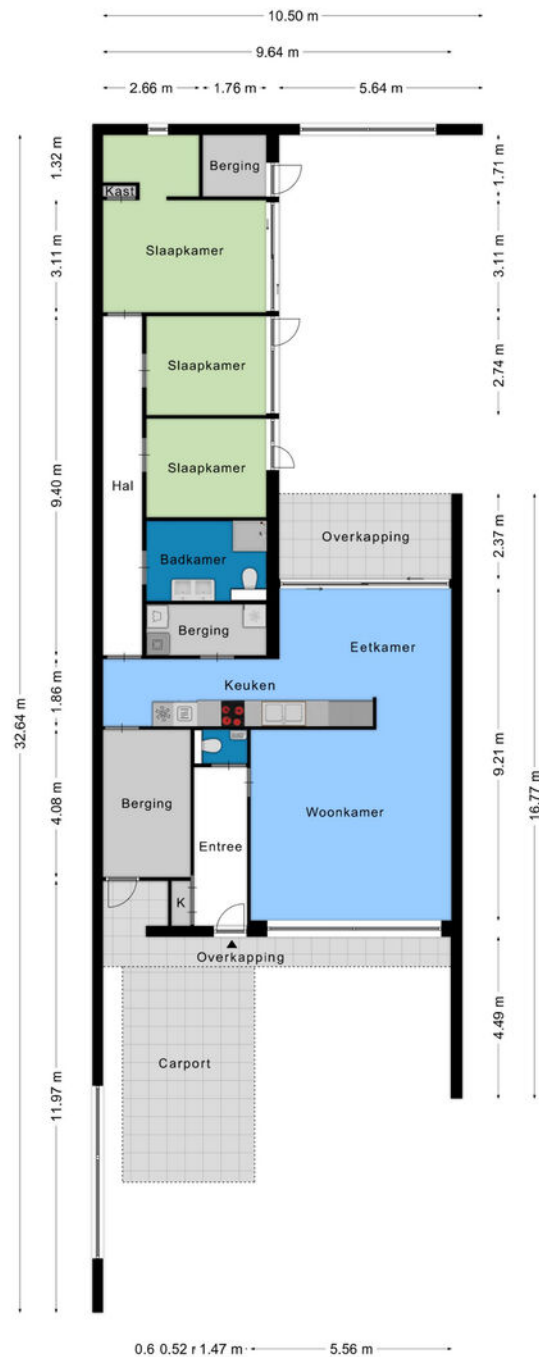 10.50 m
9.64 m
2.66 m 1.76 m 5.64 m
1.32 m
Berging
1.71 m
Kast
3.11 m
Slaapkamer
3.11 m
Slaapkamer
2.74 m
9.40 m
Hal
Slaapkamer
Overkapping
2.37 m
Badkamer
Berging
Eetkamer
32.64 m
1.86 m
Keuken
9.21 m
16.77 m
4.08 m
Berging
Woonkamer
Entree
K
Overkapping
4.49 m
Carport
11.97 m
0.6 0.52 r 1.47 m 5.56 m